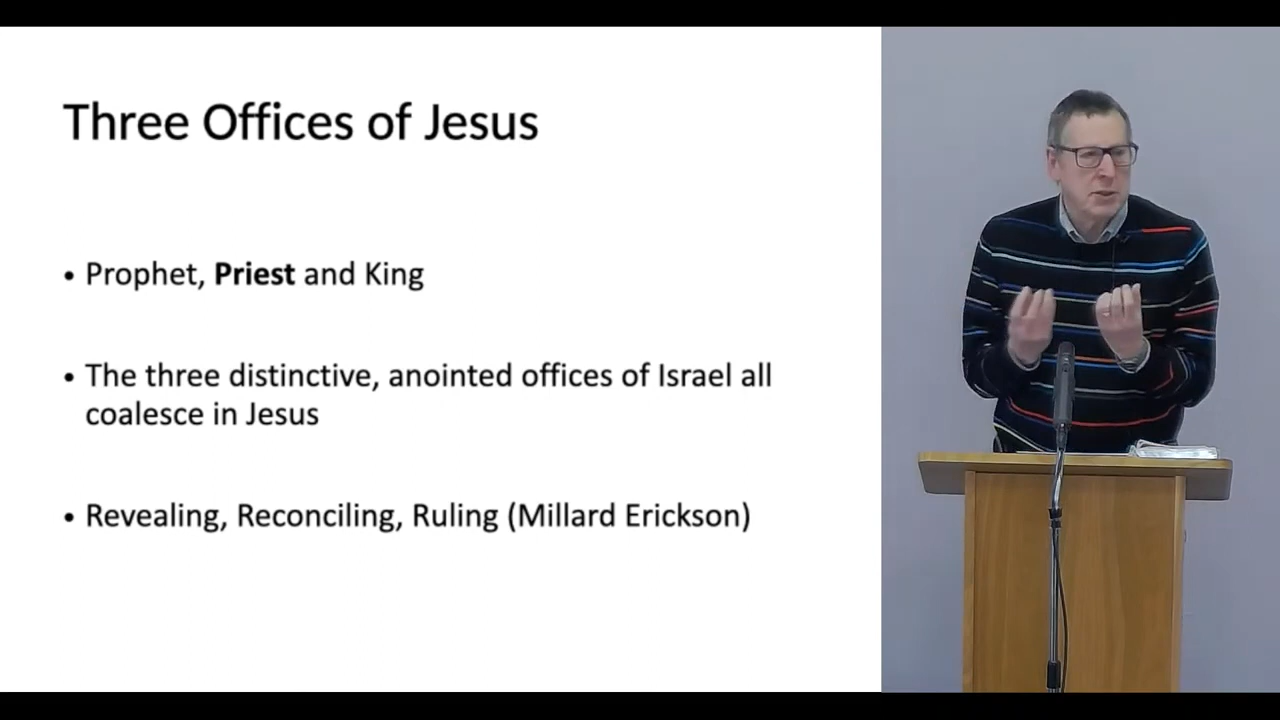 Three Offices of Jesus
• Prophet, Priest and King
• The three distinctive, anointed offices of Israel all
coalesce in Jesus
• Revealing, Reconciling, Ruling (Millard Erickson)